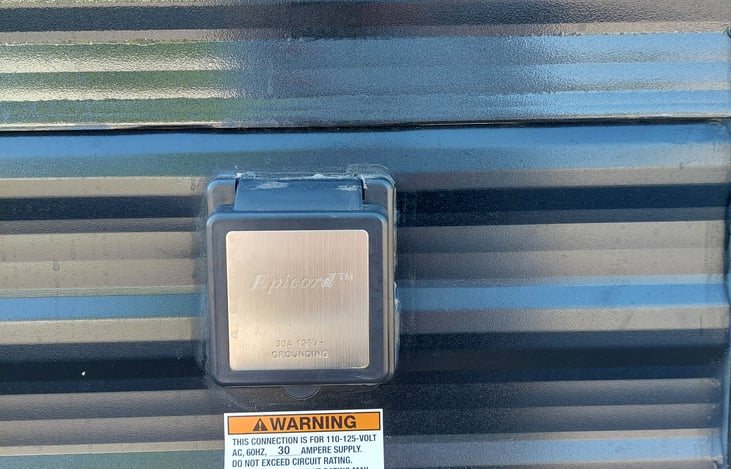 Epicord™
30A 125V~
GROUNDING
WARNING
THIS CONNECTION IS FOR 110-125-VOLT
AC, 60HZ, 30 AMPERE SUPPLY.
DO NOT EXCEED CIRCUIT RATING.